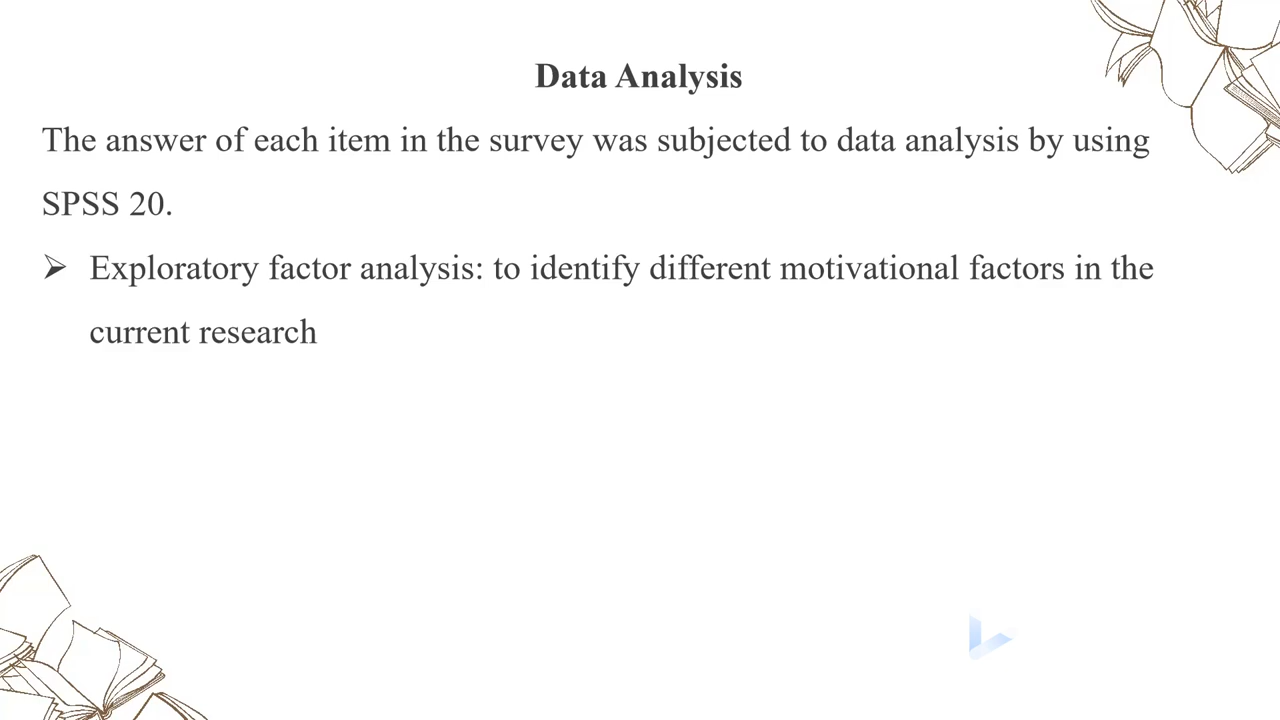 Data Analysis
The answer of each item in the survey was subjected to data analysis by using
SPSS 20.
➢ Exploratory factor analysis: to identify different motivational factors in the
current research